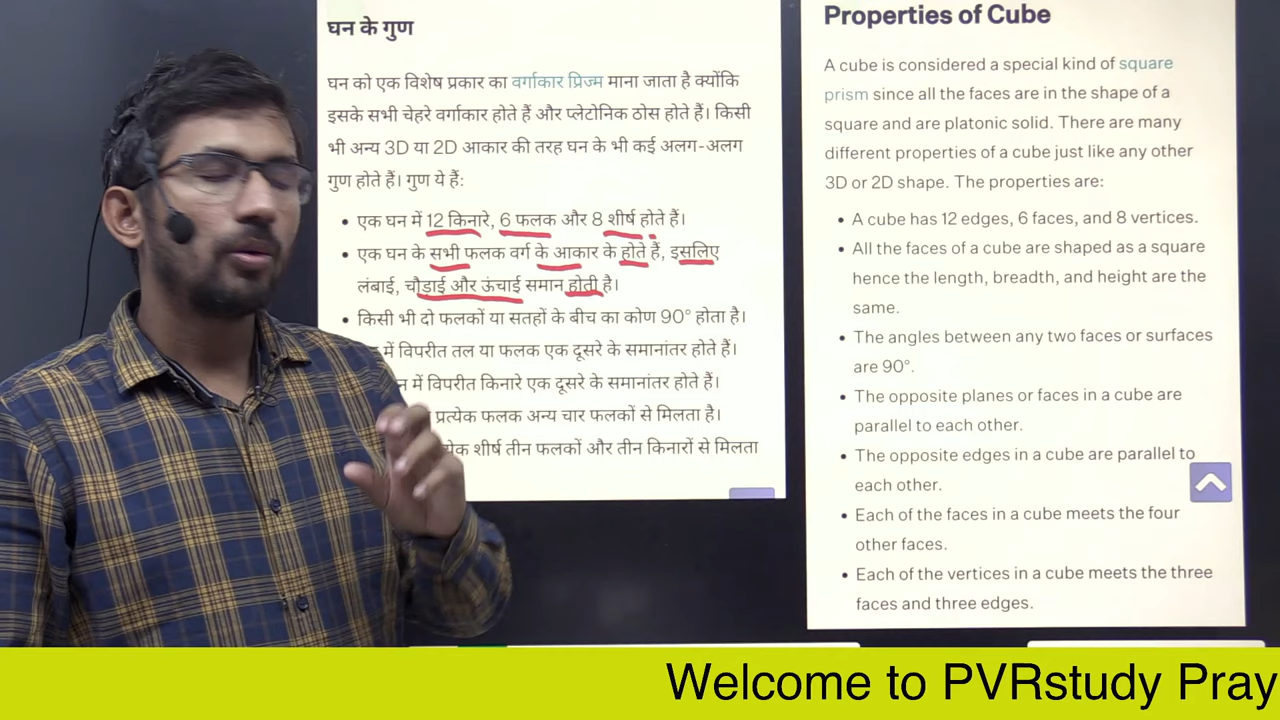 घन के गुण
घन को एक विशेष प्रकार का वर्गाकार प्रिज्म माना जाता है क्योंकि
इसके सभी चेहरे वर्गाकार होते हैं और प्लेटोनिक ठोस होते हैं। किसी
भी अन्य 3D या 2D आकार की तरह घन के भी कई अलग-अलग
गुण होते हैं। गुण ये हैं:
• एक घन में 12 किनारे, 6 फलक और 8 शीर्ष होते हैं।
• एक घन के सभी फलक वर्ग के आकार के होते हैं, इसलिए
लंबाई, चौड़ाई और ऊंचाई समान होती है।
• किसी भी दो फलकों या सतहों के बीच का कोण 90° होता है।
में विपरीत तल या फलक एक दूसरे के समानांतर होते हैं।
में विपरीत किनारे एक दूसरे के समानांतर होते हैं।
प्रत्येक फलक अन्य चार फलकों से मिलता है।
शीर्ष तीन फलकों और तीन किनारों से मिलता
Properties of Cube
A cube is considered a special kind of square
prism since all the faces are in the shape of a
square and are platonic solid. There are many
different properties of a cube just like any other
3D or 2D shape. The properties are:
• A cube has 12 edges, 6 faces, and 8 vertices.
• All the faces of a cube are shaped as a square
hence the length, breadth, and height are the
same.
• The angles between any two faces or surfaces
are 90°.
• The opposite planes or faces in a cube are
parallel to each other.
• The opposite edges in a cube are parallel to
each other.
• Each of the faces in a cube meets the four
other faces.
• Each of the vertices in a cube meets the three
faces and three edges.
Welcome to PVRstudy Pray